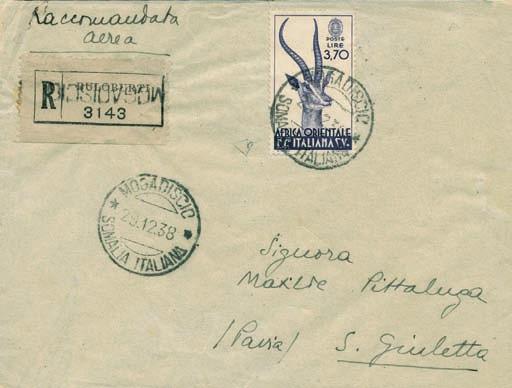 Raccomandata
aerea
R
MOGADISCIO
3143
POSTE
LIRE
3,70
AFRICA ORIENTALE
ITALIANA
MOGADISCIO
SOMALIA ITALIANA
MOGADISCIO
29.12.38
SOMALIA ITALIANA
Signora
Pittaluga
(Pavia) S. Giuletta